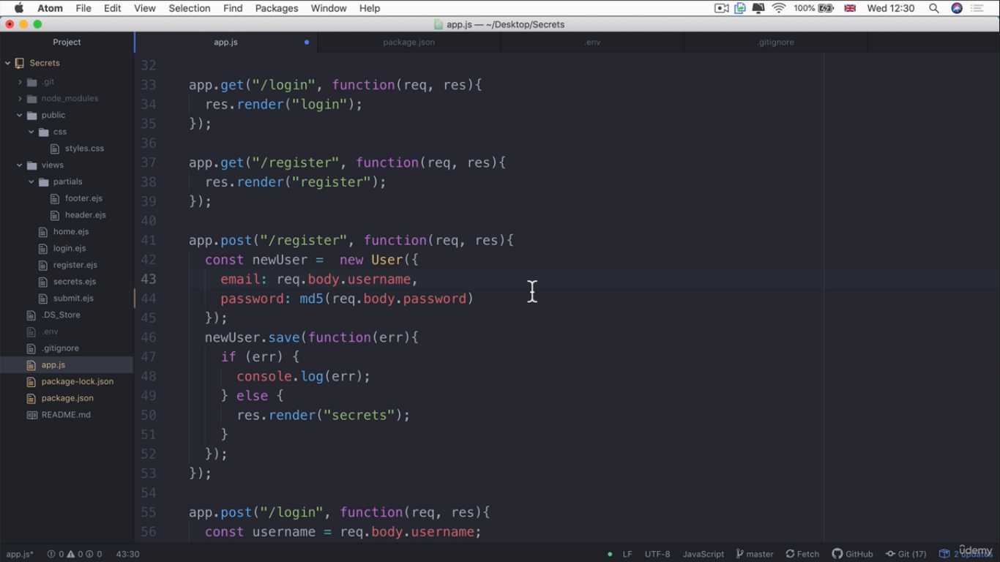 Atom File Edit View Selection Find Packages Window Help 100% Wed 12:30
app.js — ~/Desktop/Secrets
Project app.js package.json .env .gitignore
Secrets
.git
node_modules
public
css
styles.css
views
partials
footer.ejs
header.ejs
home.ejs
login.ejs
register.ejs
secrets.ejs
submit.ejs
.DS_Store
.env
.gitignore
app.js
package-lock.json
package.json
README.md
32
33 app.get("/login", function(req, res){
34 res.render("login");
35 });
36
37 app.get("/register", function(req, res){
38 res.render("register");
39 });
40
41 app.post("/register", function(req, res){
42 const newUser =  new User({
43 email: req.body.username,
44 password: md5(req.body.password)
45 });
46 newUser.save(function(err){
47 if (err) {
48 console.log(err);
49 } else {
50 res.render("secrets");
51 }
52 });
53 });
54
55 app.post("/login", function(req, res){
56 const username = req.body.username;
app.js* 0 0 0 43:30 LF UTF-8 JavaScript master Fetch GitHub Git (17) 2 updates
udemy